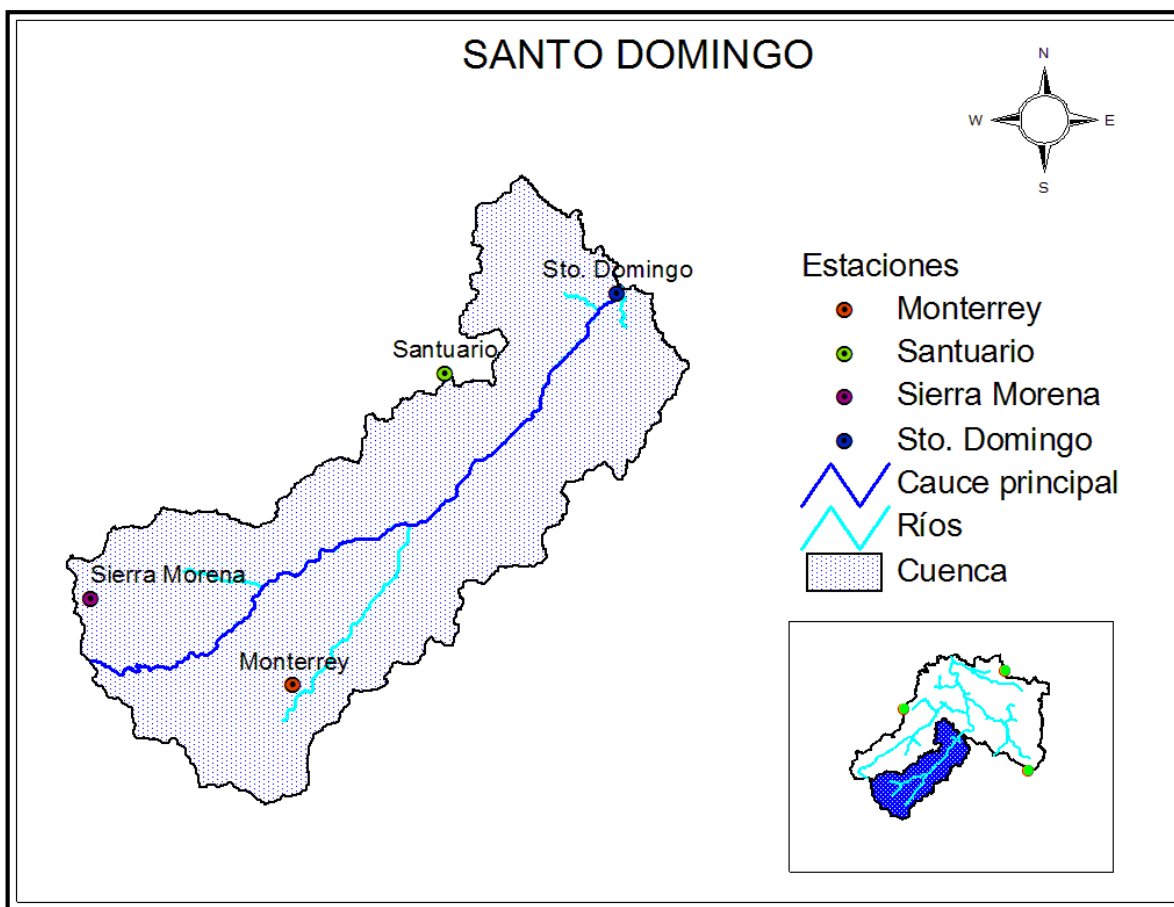 SANTO DOMINGO
N
W
E
S
Sto. Domingo
Santuario
Sierra Morena
Monterrey
Estaciones
Monterrey
Santuario
Sierra Morena
Sto. Domingo
Cauce principal
Ríos
Cuenca